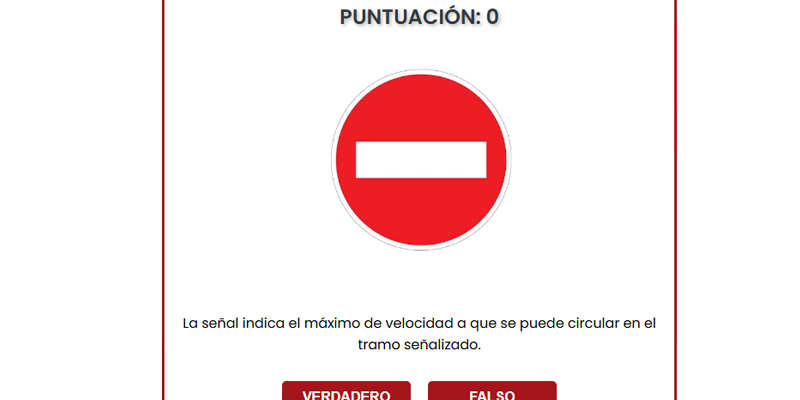 PUNTUACIÓN: 0
La señal indica el máximo de velocidad a que se puede circular en el
tramo señalizado.
VERDADERO
FALSO